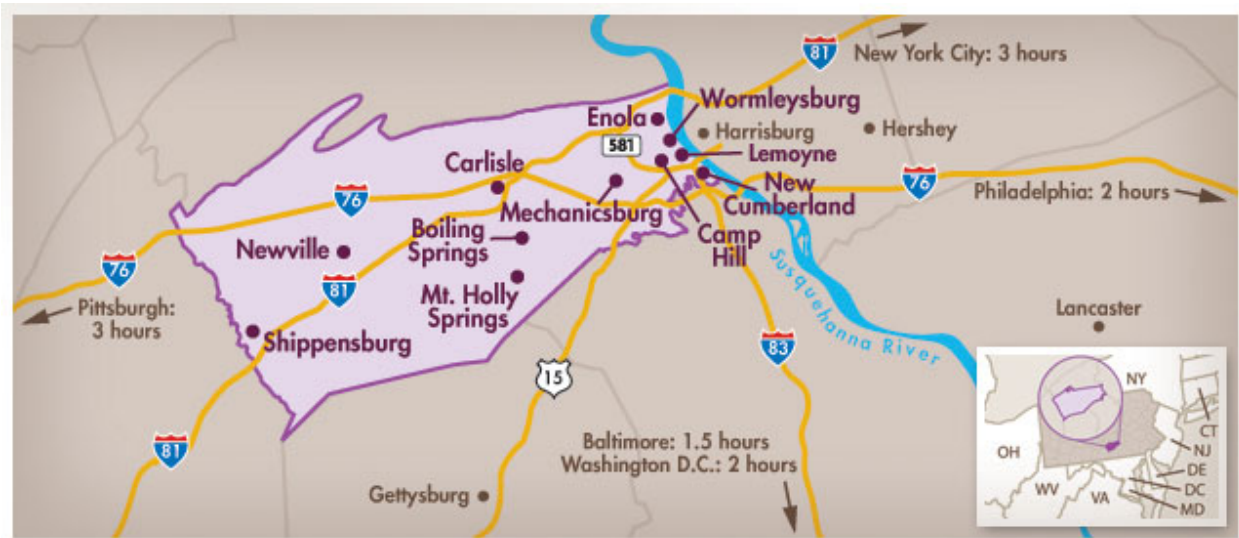 81
New York City: 3 hours
Wormleysburg
Enola
Harrisburg
Hershey
581
Lemoyne
Carlisle
76
76
New
Cumberland
Philadelphia: 2 hours
Mechanicsburg
Boiling
Springs
Camp
Hill
Newville
76
81
Mt. Holly
Springs
Susquehanna River
Pittsburgh:
3 hours
Lancaster
Shippensburg
83
15
81
Baltimore: 1.5 hours
Washington D.C.: 2 hours
Gettysburg
NY
CT
OH
NJ
DE
WV
VA
DC
MD